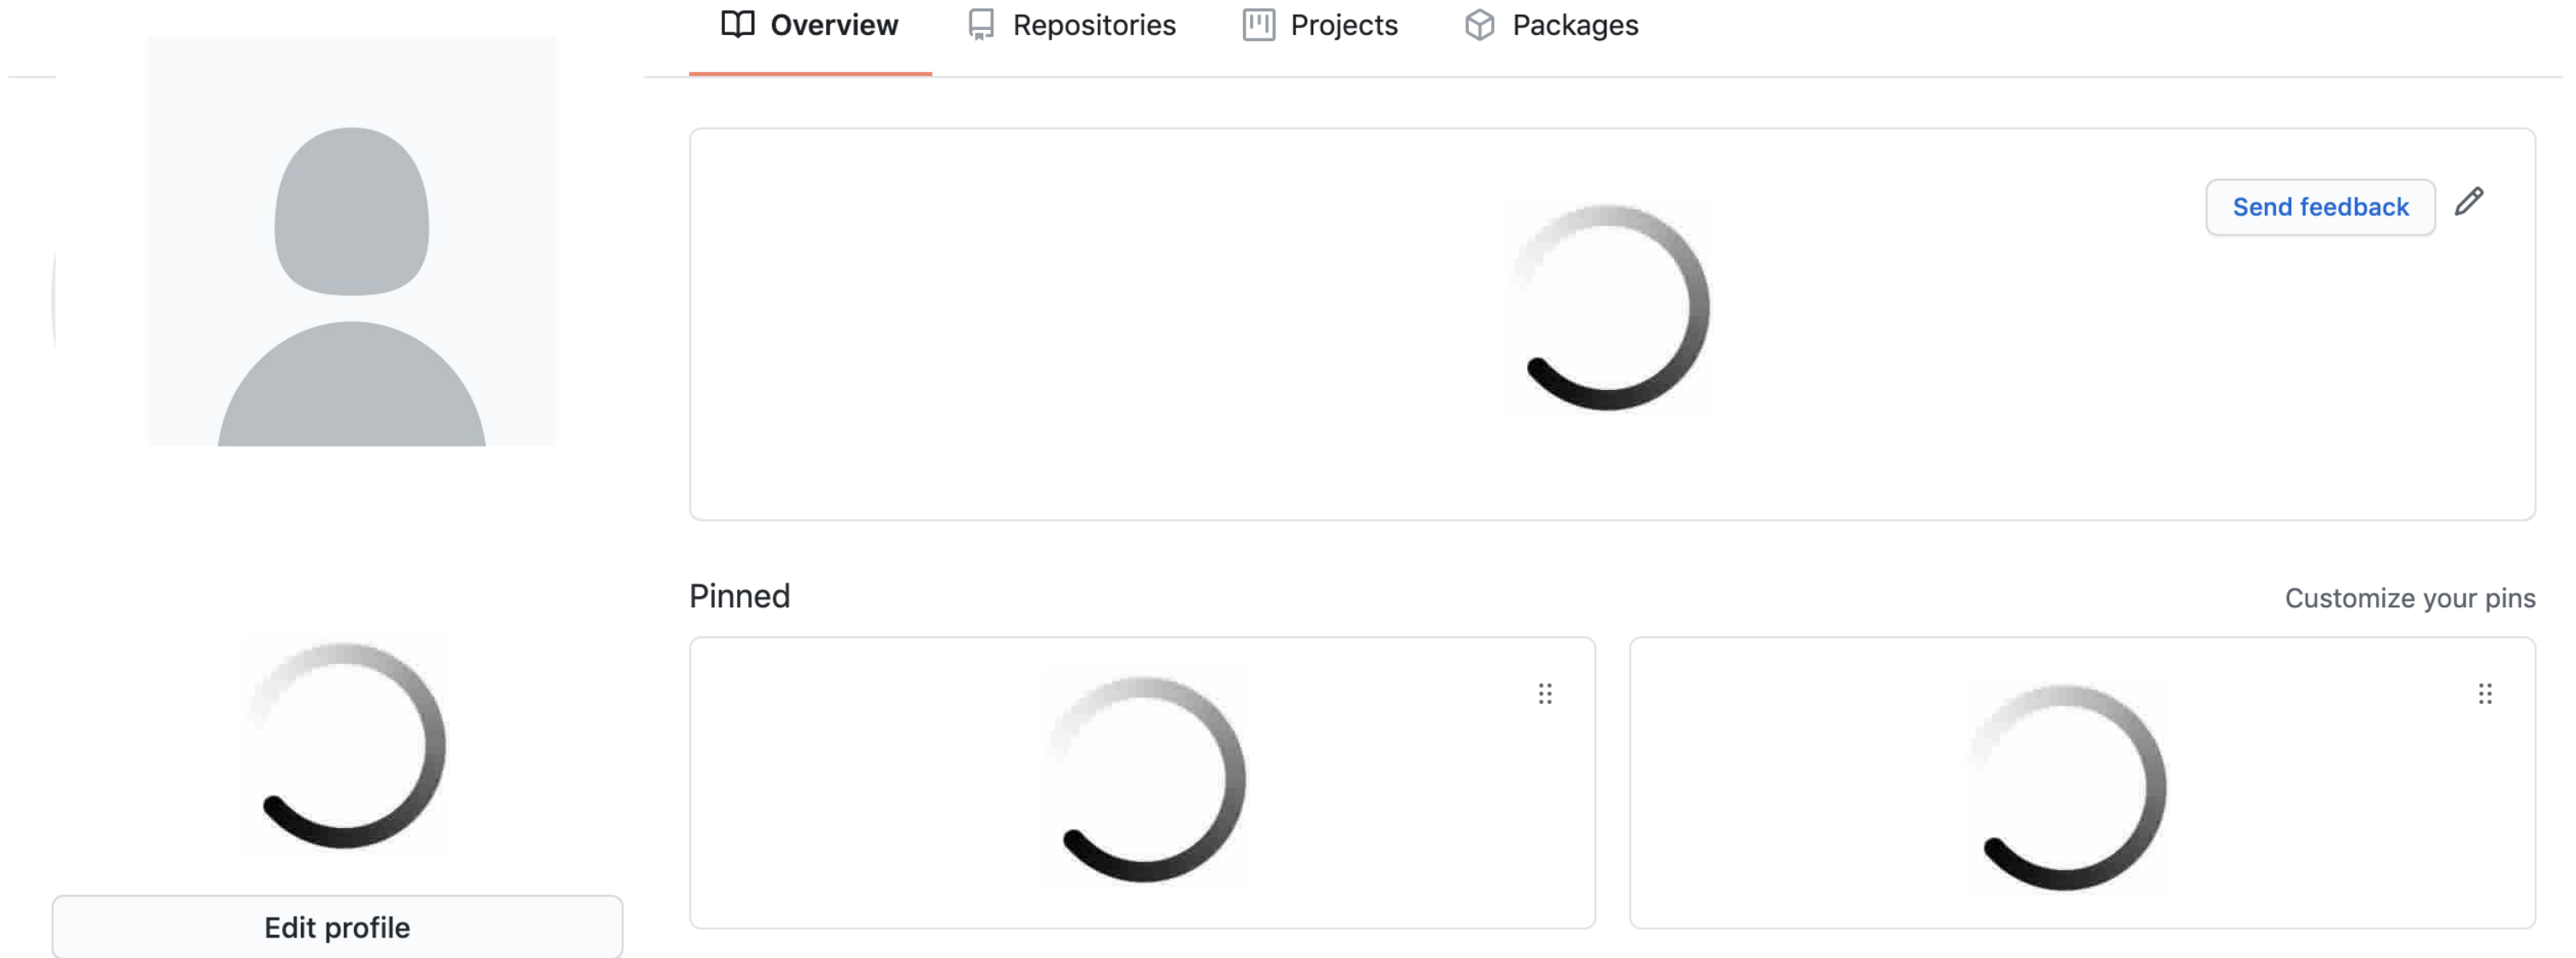 Overview Repositories Projects Packages
Send feedback
Pinned
Customize your pins
Edit profile